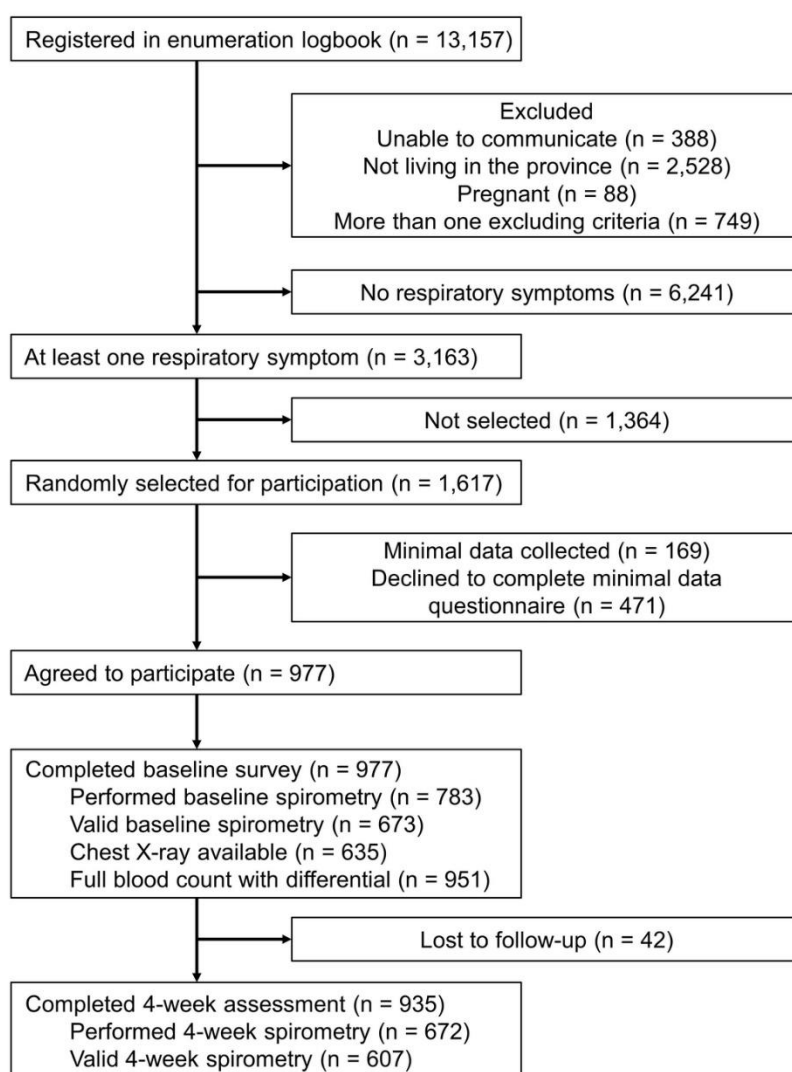 Registered in enumeration logbook (n = 13,157)
Excluded
Unable to communicate (n = 388)
Not living in the province (n = 2,528)
Pregnant (n = 88)
More than one excluding criteria (n = 749)
No respiratory symptoms (n = 6,241)
At least one respiratory symptom (n = 3,163)
Not selected (n = 1,364)
Randomly selected for participation (n = 1,617)
Minimal data collected (n = 169)
Declined to complete minimal data
questionnaire (n = 471)
Agreed to participate (n = 977)
Completed baseline survey (n = 977)
Performed baseline spirometry (n = 783)
Valid baseline spirometry (n = 673)
Chest X-ray available (n = 635)
Full blood count with differential (n = 951)
Lost to follow-up (n = 42)
Completed 4-week assessment (n = 935)
Performed 4-week spirometry (n = 672)
Valid 4-week spirometry (n = 607)